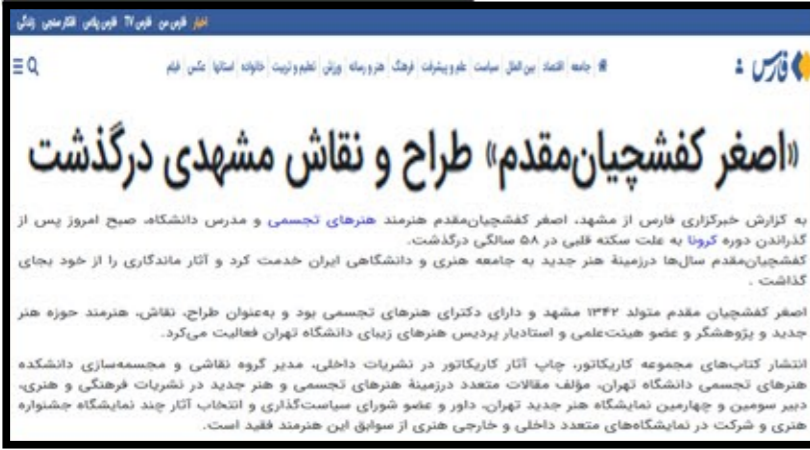 اخبار فارس من فارس TV فارس پلاس افکارسنجی زندگی
فارس جامعه اقتصاد بین الملل سیاست علم و پیشرفت فرهنگ هنر و رسانه ورزش تعلیم و تربیت خانواده استانها عکس فیلم
«اصغر کفشچیان‌مقدم» طراح و نقاش مشهدی درگذشت
به گزارش خبرگزاری فارس از مشهد، اصغر کفشچیان‌مقدم هنرمند هنرهای تجسمی و مدرس دانشگاه، صبح امروز پس از
گذراندن دوره کرونا به علت سکته قلبی در ۵۸ سالگی درگذشت.
کفشچیان‌مقدم سال‌ها درزمینهٔ هنر جدید به جامعه هنری و دانشگاهی ایران خدمت کرد و آثار ماندگاری را از خود بجای
گذاشت .
اصغر کفشچیان مقدم متولد ۱۳۴۲ مشهد و دارای دکترای هنرهای تجسمی بود و به‌عنوان طراح، نقاش، هنرمند حوزه هنر
جدید و پژوهشگر و عضو هیئت‌علمی و استادیار پردیس هنرهای زیبای دانشگاه تهران فعالیت می‌کرد.
انتشار کتاب‌های مجموعه کاریکاتور، چاپ آثار کاریکاتور در نشریات داخلی، مدیر گروه نقاشی و مجسمه‌سازی دانشکده
هنرهای تجسمی دانشگاه تهران، مؤلف مقالات متعدد درزمینهٔ هنرهای تجسمی و هنر جدید در نشریات فرهنگی و هنری،
دبیر سومین و چهارمین نمایشگاه هنر جدید تهران، داور و عضو شورای سیاست‌گذاری و انتخاب آثار چند نمایشگاه جشنواره
هنری و شرکت در نمایشگاه‌های متعدد داخلی و خارجی هنری از سوابق این هنرمند فقید است.